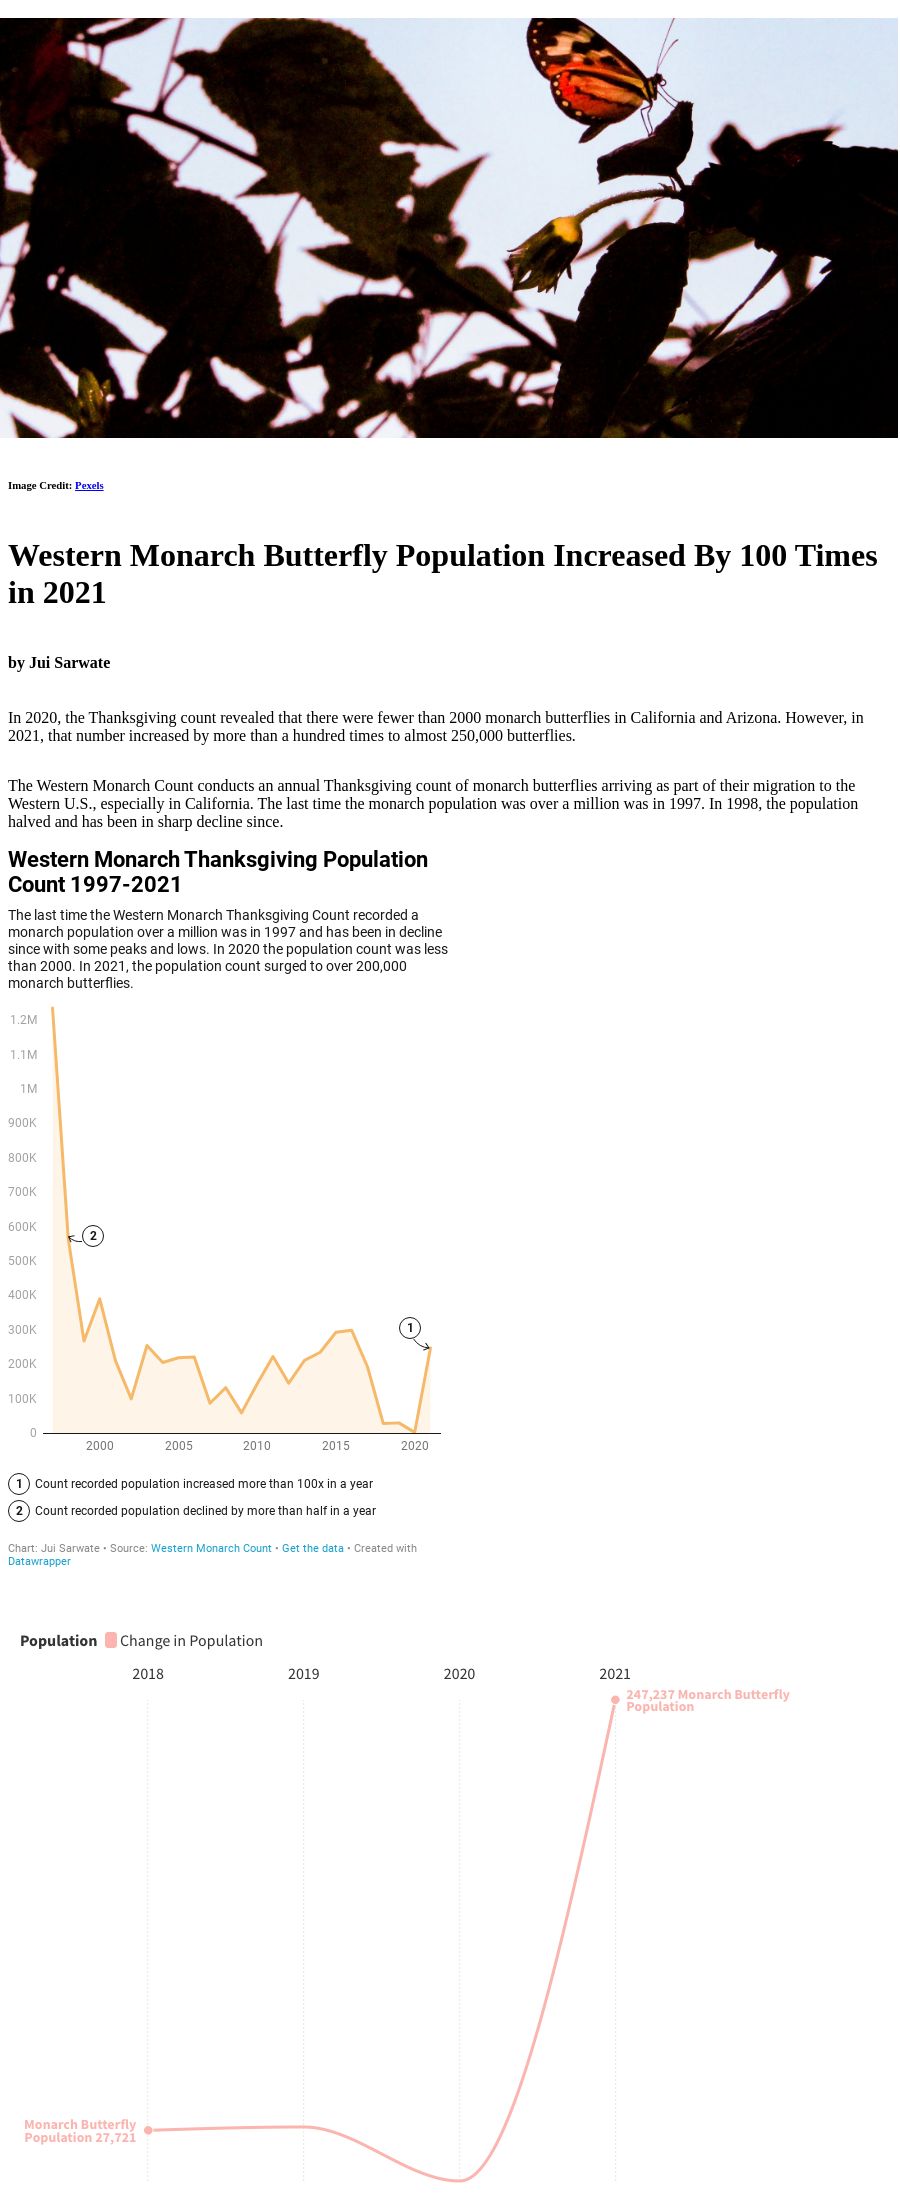 Image Credit: Pexels
Western Monarch Butterfly Population Increased By 100 Times
in 2021
by Jui Sarwate
In 2020, the Thanksgiving count revealed that there were fewer than 2000 monarch butterflies in California and Arizona. However, in
2021, that number increased by more than a hundred times to almost 250,000 butterflies.
The Western Monarch Count conducts an annual Thanksgiving count of monarch butterflies arriving as part of their migration to the
Western U.S., especially in California. The last time the monarch population was over a million was in 1997. In 1998, the population
halved and has been in sharp decline since.
Western Monarch Thanksgiving Population
Count 1997-2021
The last time the Western Monarch Thanksgiving Count recorded a
monarch population over a million was in 1997 and has been in decline
since with some peaks and lows. In 2020 the population count was less
than 2000. In 2021, the population count surged to over 200,000
monarch butterflies.
1.2M
1.1M
1M
900K
800K
700K
600K
2
500K
400K
300K
1
200K
100K
0
2000 2005 2010 2015 2020
1 Count recorded population increased more than 100x in a year
2 Count recorded population declined by more than half in a year
Chart: Jui Sarwate • Source: Western Monarch Count • Get the data • Created with
Datawrapper
Population Change in Population
2018 2019 2020 2021
247,237 Monarch Butterfly
Population
Monarch Butterfly
Population 27,721